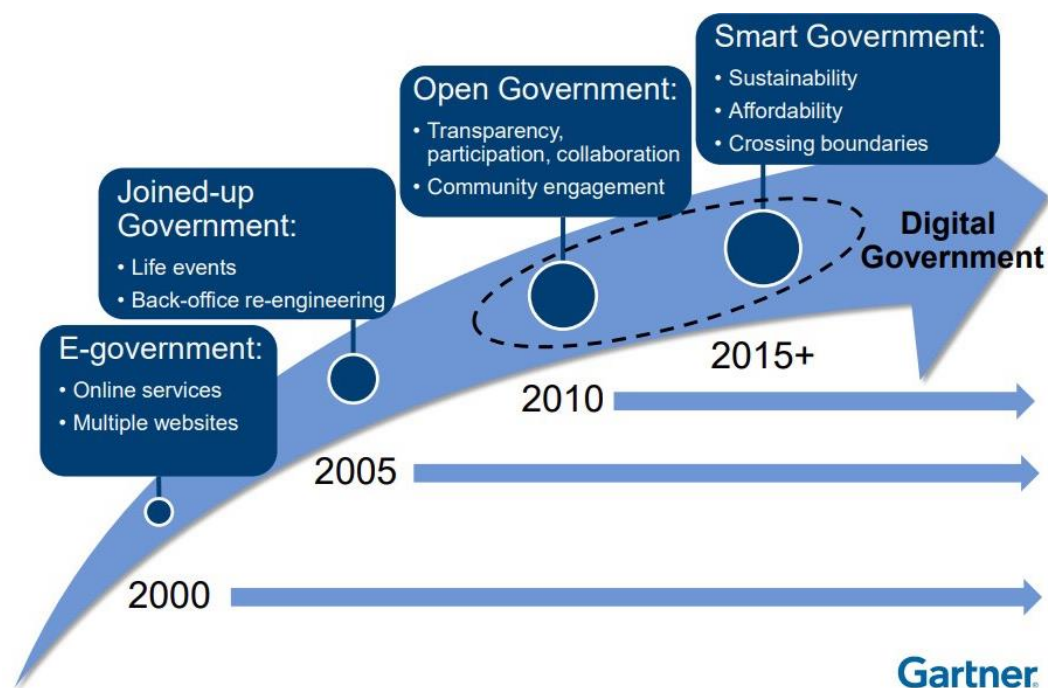 Smart Government:
• Sustainability
• Affordability
• Crossing boundaries
Open Government:
• Transparency,
participation, collaboration
• Community engagement
Joined-up
Government:
• Life events
• Back-office re-engineering
E-government:
• Online services
• Multiple websites
Digital
Government
2015+
2010
2005
2000
Gartner